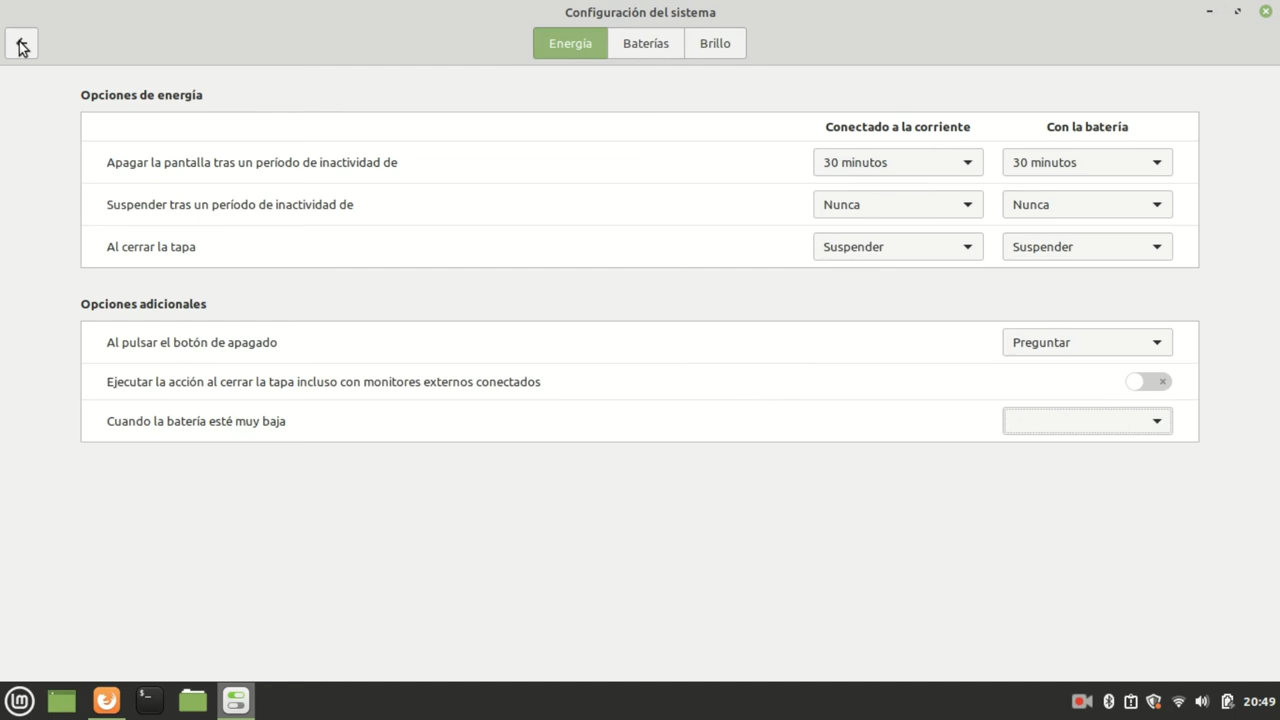 Configuración del sistema
Energía Baterías Brillo
Opciones de energía
Conectado a la corriente Con la batería
Apagar la pantalla tras un período de inactividad de 30 minutos 30 minutos
Suspender tras un período de inactividad de Nunca Nunca
Al cerrar la tapa Suspender Suspender
Opciones adicionales
Al pulsar el botón de apagado Preguntar
Ejecutar la acción al cerrar la tapa incluso con monitores externos conectados
Cuando la batería esté muy baja
20:49